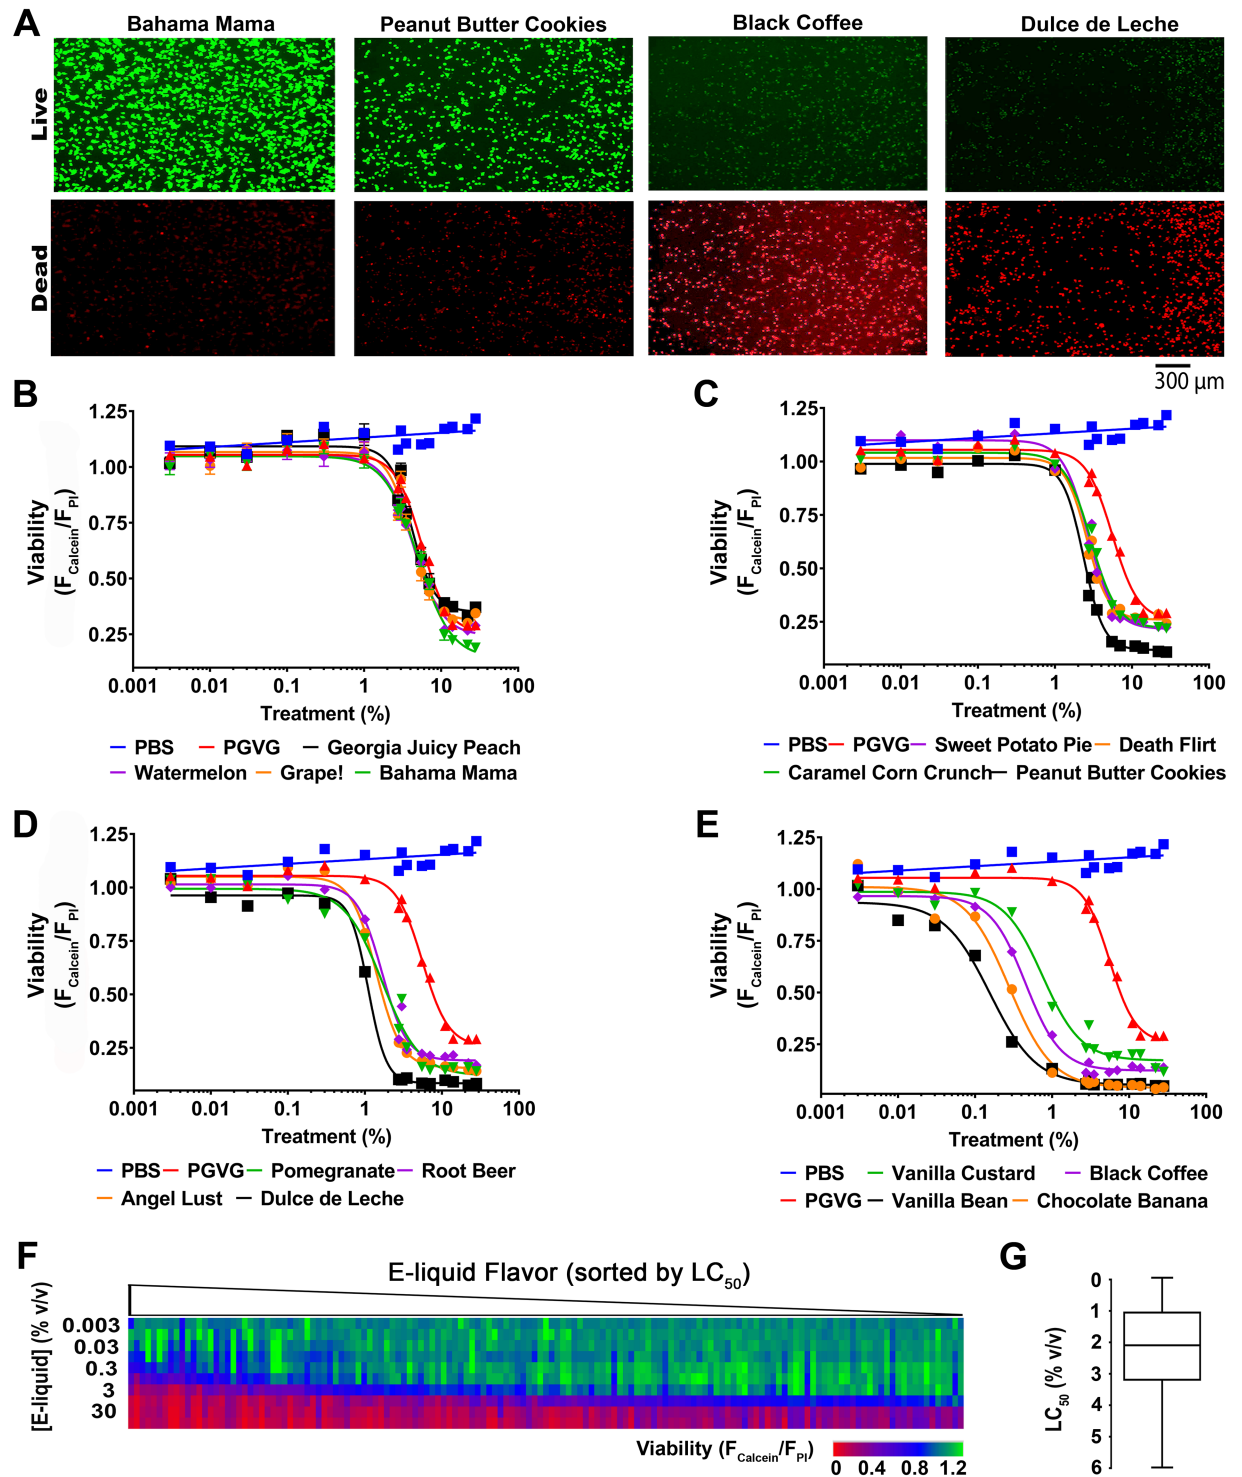 A
Bahama Mama
Peanut Butter Cookies
Black Coffee
Dulce de Leche
Live
Dead
300 µm
B
Viability
(FCalcein/FPI)
1.25
1.00
0.75
0.50
0.25
0.001 0.01 0.1 1 10 100
Treatment (%)
PBS PGVG Georgia Juicy Peach
Watermelon Grape! Bahama Mama
C
Viability
(FCalcein/FPI)
1.25
1.00
0.75
0.50
0.25
0.001 0.01 0.1 1 10 100
Treatment (%)
PBS PGVG Sweet Potato Pie Death Flirt
Caramel Corn Crunch Peanut Butter Cookies
D
Viability
(FCalcein/FPI)
1.25
1.00
0.75
0.50
0.25
0.001 0.01 0.1 1 10 100
Treatment (%)
PBS PGVG Pomegranate Root Beer
Angel Lust Dulce de Leche
E
Viability
(FCalcein/FPI)
1.25
1.00
0.75
0.50
0.25
0.001 0.01 0.1 1 10 100
Treatment (%)
PBS Vanilla Custard Black Coffee
PGVG Vanilla Bean Chocolate Banana
F
E-liquid Flavor (sorted by LC50)
[E-liquid] (% v/v)
0.003
0.03
0.3
3
30
Viability (FCalcein/FPI)
0 0.4 0.8 1.2
G
LC50 (% v/v)
0
1
2
3
4
5
6